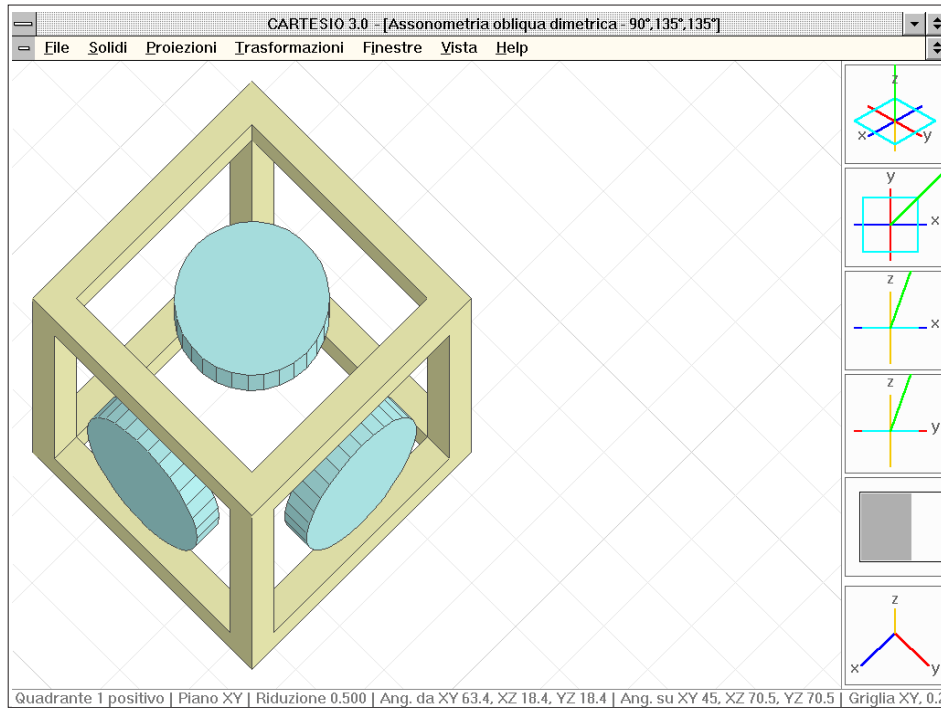 CARTESIO 3.0 - [Assonometria obliqua dimetrica - 90°,135°,135°]
File Solidi Proiezioni Trasformazioni Finestre Vista Help
z
x y
y
x
z
x
z
y
z
x y
Quadrante 1 positivo | Piano XY | Riduzione 0.500 | Ang. da XY 63.4, XZ 18.4, YZ 18.4 | Ang. su XY 45, XZ 70.5, YZ 70.5 | Griglia XY, 0.